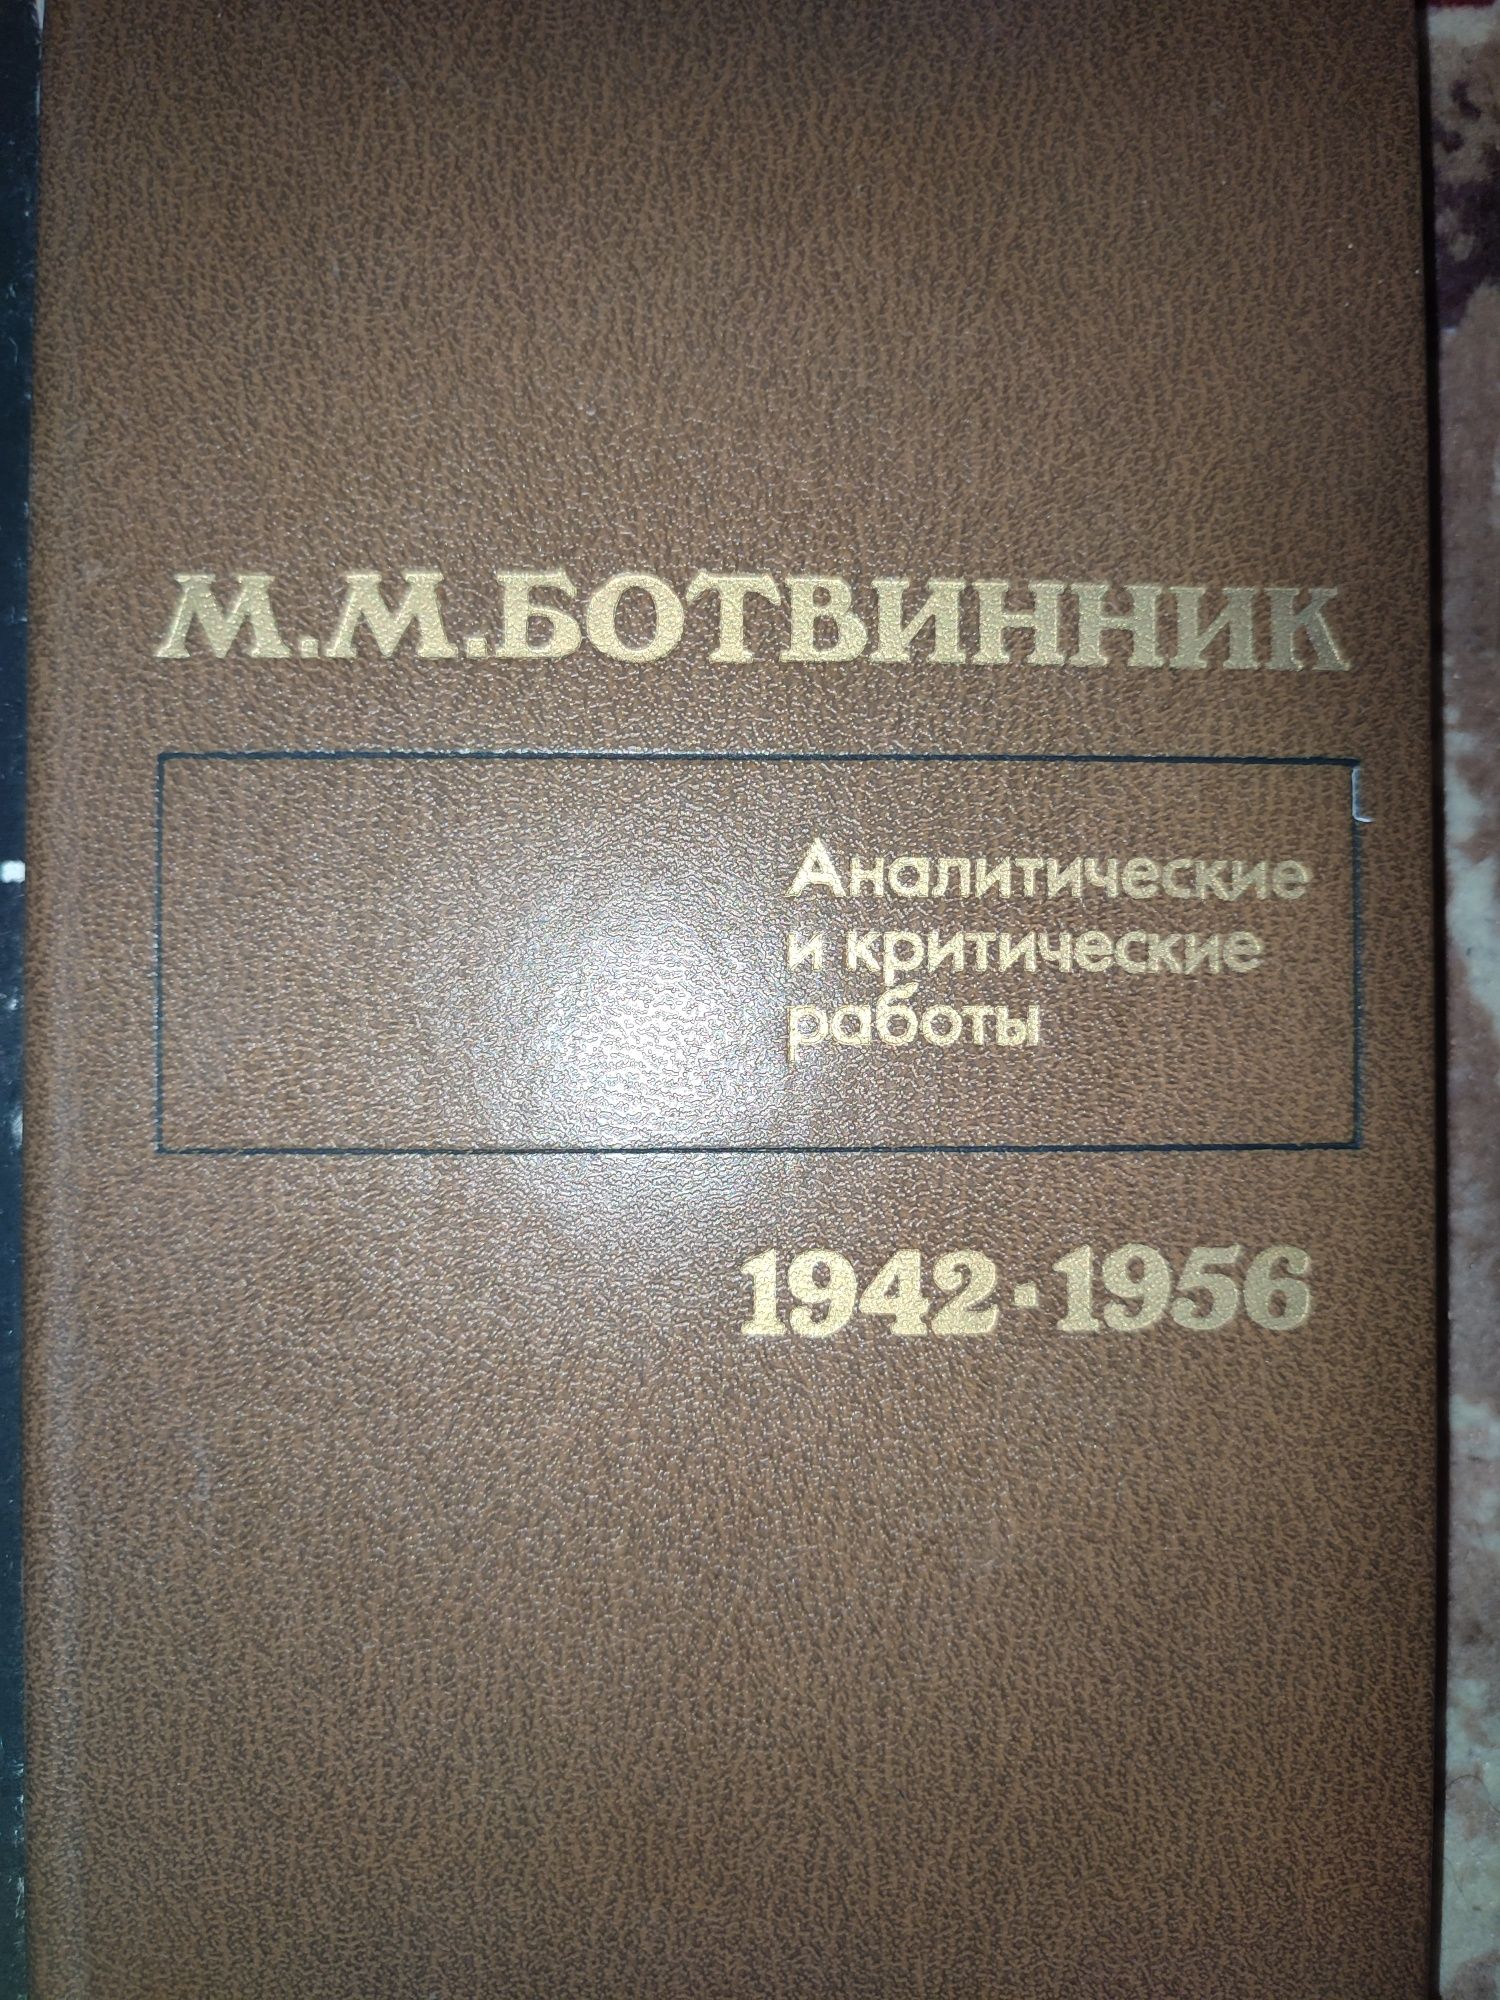 М.М.БОТВИННИК
Аналитические
и критические
работы
1942·1956